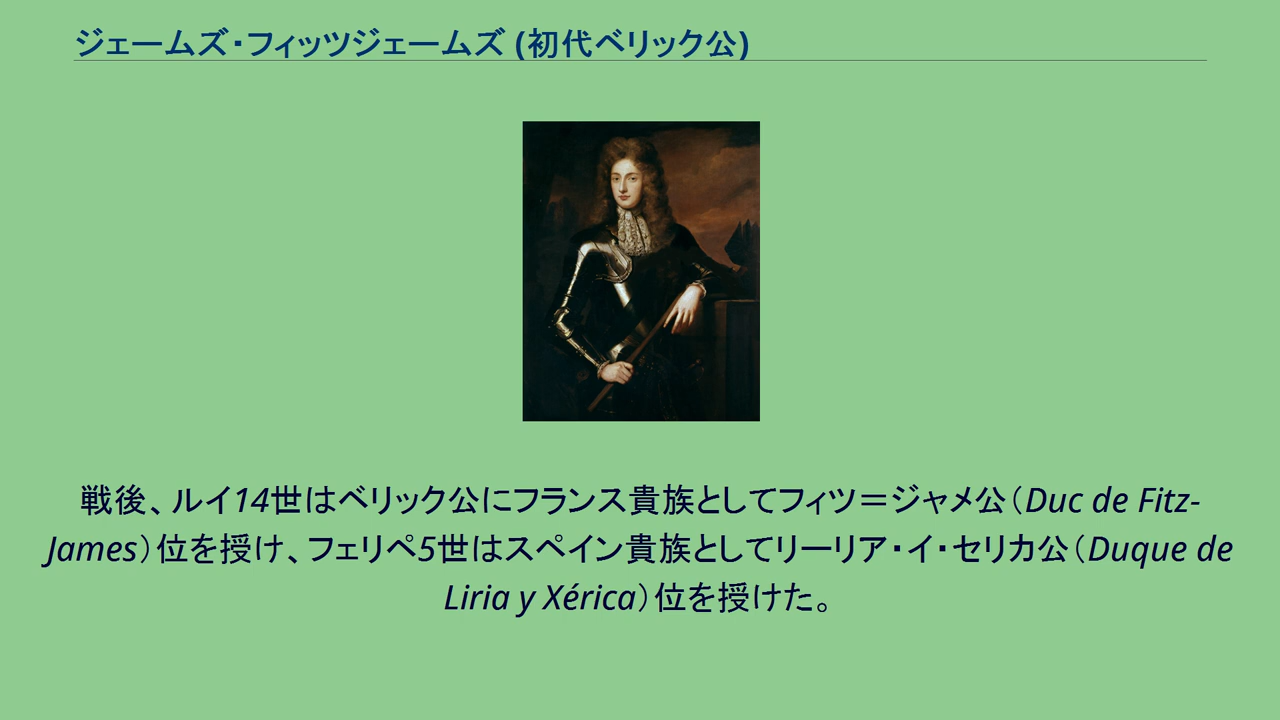 ジェームズ・フィッツジェームズ (初代ベリック公)
戦後、ルイ14世はベリック公にフランス貴族としてフィツ＝ジャメ公（Duc de Fitz-
James）位を授け、フェリペ5世はスペイン貴族としてリーリア・イ・セリカ公（Duque de
Liria y Xérica）位を授けた。